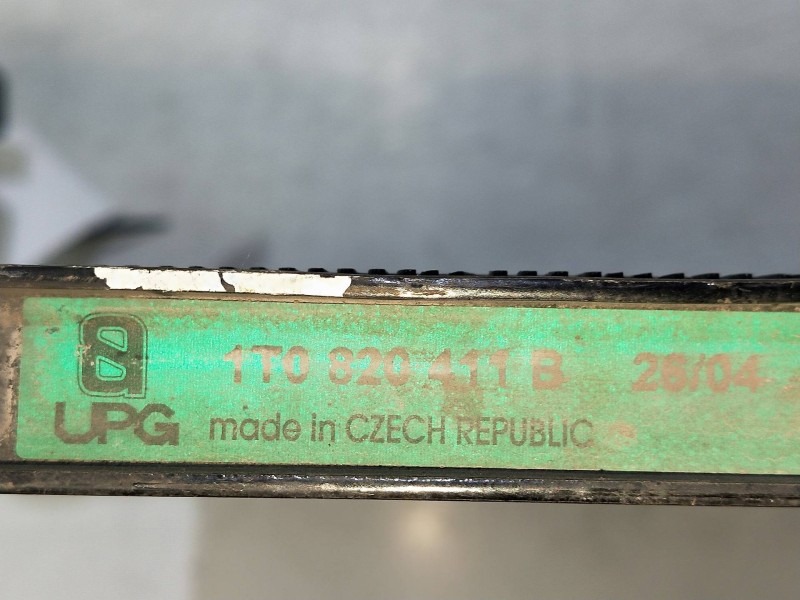 1T0 820 411 B 26/04
UPG made in CZECH REPUBLIC